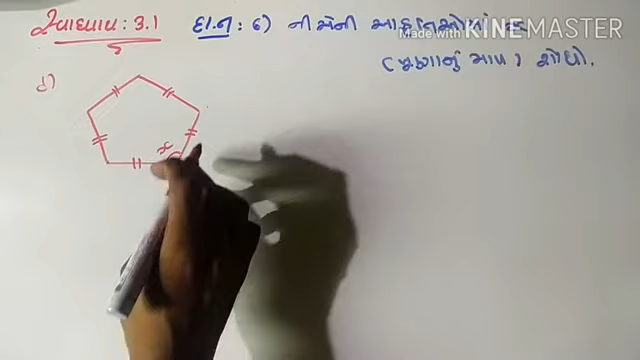 સ્વાધ્યાય : 3.1 દા.ન : 6) નીચેની
Made with KINEMASTER
(ખૂણાનું માપ) શોધો.
d)
x